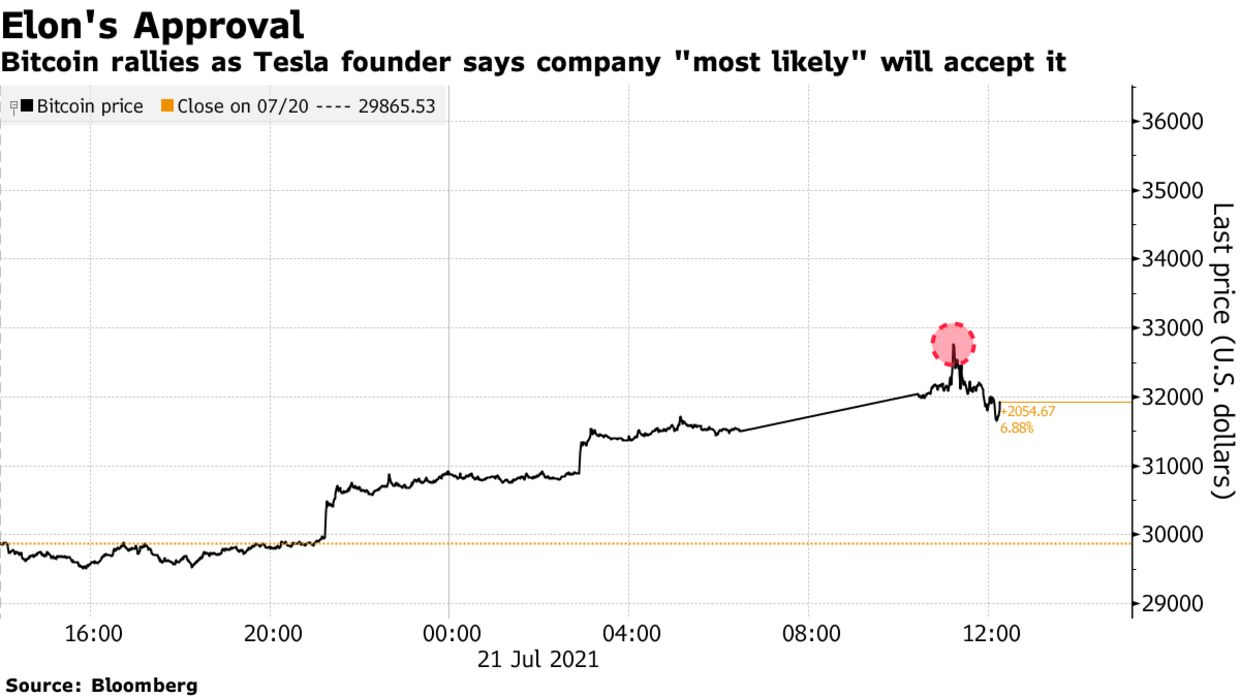 Elon's Approval
Bitcoin rallies as Tesla founder says company "most likely" will accept it
Bitcoin price Close on 07/20 ---- 29865.53
36000
35000
34000
33000
32000
31000
30000
29000
Last price (U.S. dollars)
+2054.67
6.88%
16:00 20:00 00:00 04:00 08:00 12:00
21 Jul 2021
Source: Bloomberg